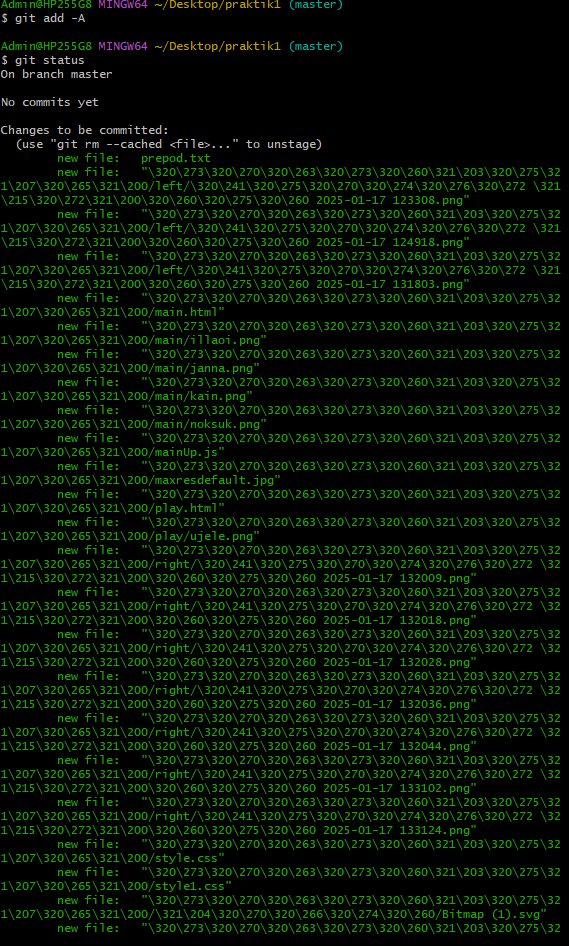 Admin@HP255G8 MINGW64 ~/Desktop/praktik1 (master)
$ git add -A
Admin@HP255G8 MINGW64 ~/Desktop/praktik1 (master)
$ git status
On branch master
No commits yet
Changes to be committed:
(use "git rm --cached <file>..." to unstage)
new file:   prepod.txt
new file:   "\320\273\320\270\320\263\320\273\320\260\321\203\320\275\32
1\207\320\265\321\200/left/\320\241\320\275\320\270\320\274\320\276\320\272 \321
\215\320\272\321\200\320\260\320\275\320\260 2025-01-17 123308.png"
new file:   "\320\273\320\270\320\263\320\273\320\260\321\203\320\275\32
1\207\320\265\321\200/left/\320\241\320\275\320\270\320\274\320\276\320\272 \321
\215\320\272\321\200\320\260\320\275\320\260 2025-01-17 124918.png"
new file:   "\320\273\320\270\320\263\320\273\320\260\321\203\320\275\32
1\207\320\265\321\200/left/\320\241\320\275\320\270\320\274\320\276\320\272 \321
\215\320\272\321\200\320\260\320\275\320\260 2025-01-17 131803.png"
new file:   "\320\273\320\270\320\263\320\273\320\260\321\203\320\275\32
1\207\320\265\321\200/main.html"
new file:   "\320\273\320\270\320\263\320\273\320\260\321\203\320\275\32
1\207\320\265\321\200/main/illaoi.png"
new file:   "\320\273\320\270\320\263\320\273\320\260\321\203\320\275\32
1\207\320\265\321\200/main/janna.png"
new file:   "\320\273\320\270\320\263\320\273\320\260\321\203\320\275\32
1\207\320\265\321\200/main/kain.png"
new file:   "\320\273\320\270\320\263\320\273\320\260\321\203\320\275\32
1\207\320\265\321\200/main/noksuk.png"
new file:   "\320\273\320\270\320\263\320\273\320\260\321\203\320\275\32
1\207\320\265\321\200/mainUp.js"
new file:   "\320\273\320\270\320\263\320\273\320\260\321\203\320\275\32
1\207\320\265\321\200/maxresdefault.jpg"
new file:   "\320\273\320\270\320\263\320\273\320\260\321\203\320\275\32
1\207\320\265\321\200/play.html"
new file:   "\320\273\320\270\320\263\320\273\320\260\321\203\320\275\32
1\207\320\265\321\200/play/ujele.png"
new file:   "\320\273\320\270\320\263\320\273\320\260\321\203\320\275\32
1\207\320\265\321\200/right/\320\241\320\275\320\270\320\274\320\276\320\272 \32
1\215\320\272\321\200\320\260\320\275\320\260 2025-01-17 132009.png"
new file:   "\320\273\320\270\320\263\320\273\320\260\321\203\320\275\32
1\207\320\265\321\200/right/\320\241\320\275\320\270\320\274\320\276\320\272 \32
1\215\320\272\321\200\320\260\320\275\320\260 2025-01-17 132018.png"
new file:   "\320\273\320\270\320\263\320\273\320\260\321\203\320\275\32
1\207\320\265\321\200/right/\320\241\320\275\320\270\320\274\320\276\320\272 \32
1\215\320\272\321\200\320\260\320\275\320\260 2025-01-17 132028.png"
new file:   "\320\273\320\270\320\263\320\273\320\260\321\203\320\275\32
1\207\320\265\321\200/right/\320\241\320\275\320\270\320\274\320\276\320\272 \32
1\215\320\272\321\200\320\260\320\275\320\260 2025-01-17 132036.png"
new file:   "\320\273\320\270\320\263\320\273\320\260\321\203\320\275\32
1\207\320\265\321\200/right/\320\241\320\275\320\270\320\274\320\276\320\272 \32
1\215\320\272\321\200\320\260\320\275\320\260 2025-01-17 132044.png"
new file:   "\320\273\320\270\320\263\320\273\320\260\321\203\320\275\32
1\207\320\265\321\200/right/\320\241\320\275\320\270\320\274\320\276\320\272 \32
1\215\320\272\321\200\320\260\320\275\320\260 2025-01-17 133102.png"
new file:   "\320\273\320\270\320\263\320\273\320\260\321\203\320\275\32
1\207\320\265\321\200/right/\320\241\320\275\320\270\320\274\320\276\320\272 \32
1\215\320\272\321\200\320\260\320\275\320\260 2025-01-17 133124.png"
new file:   "\320\273\320\270\320\263\320\273\320\260\321\203\320\275\32
1\207\320\265\321\200/style.css"
new file:   "\320\273\320\270\320\263\320\273\320\260\321\203\320\275\32
1\207\320\265\321\200/style1.css"
new file:   "\320\273\320\270\320\263\320\273\320\260\321\203\320\275\32
1\207\320\265\321\200/\321\204\320\270\320\266\320\274\320\260/Bitmap (1).svg"
new file:   "\320\273\320\270\320\263\320\273\320\260\321\203\320\275\32